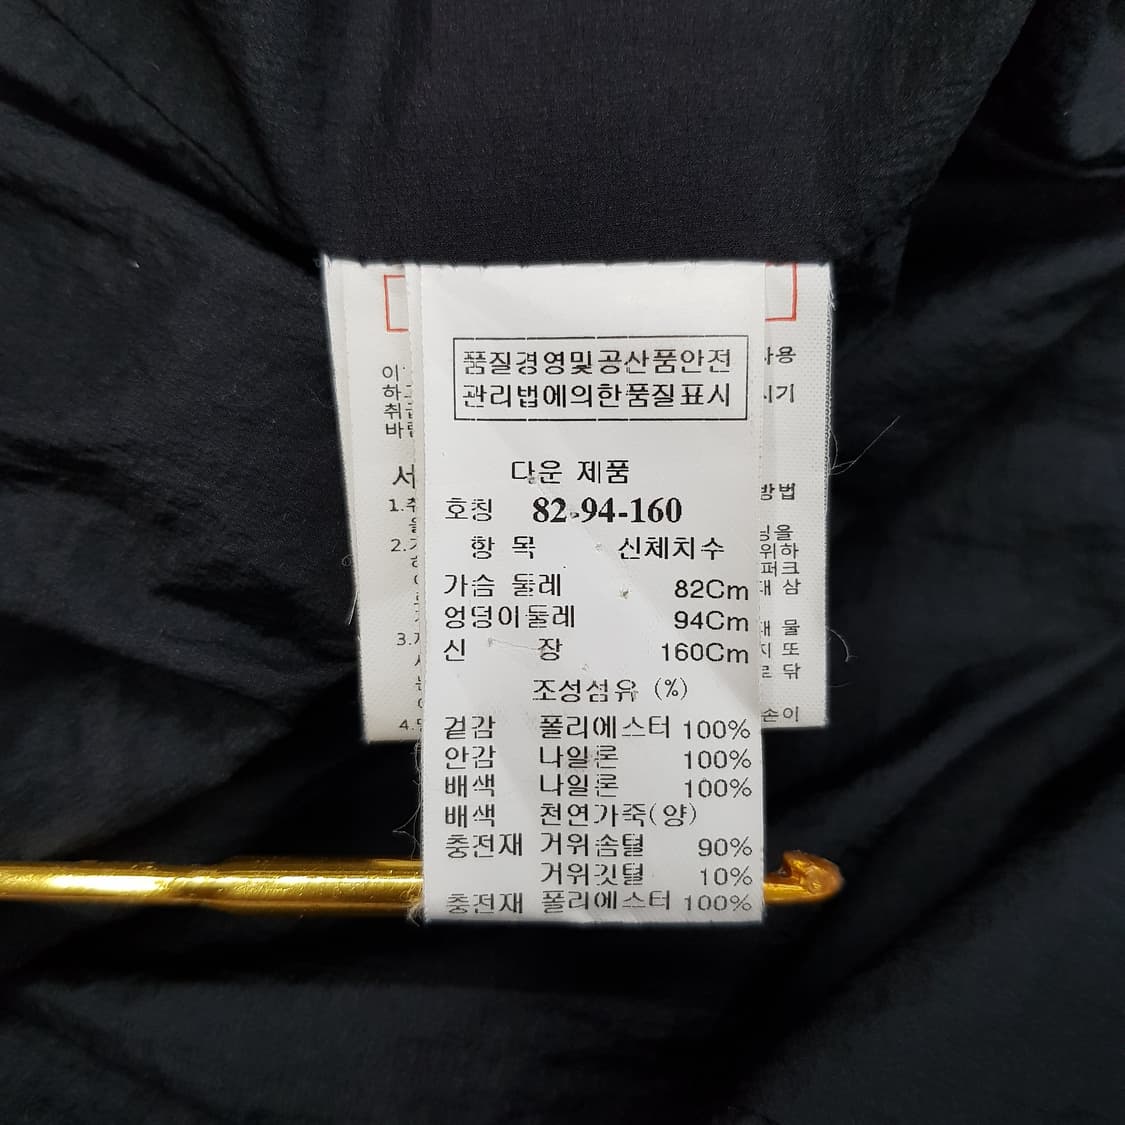 품질경영및공산품안전
관리법에의한품질표시
다운 제품
호칭 82-94-160
항 목 신체치수
가슴 둘레 82Cm
엉덩이둘레 94Cm
신 장 160Cm
조성섬유 (%)
겉감 폴리에스터 100%
안감 나일론 100%
배색 나일론 100%
배색 천연가죽(양)
충전재 거위솜털 90%
거위깃털 10%
충전재 폴리에스터 100%